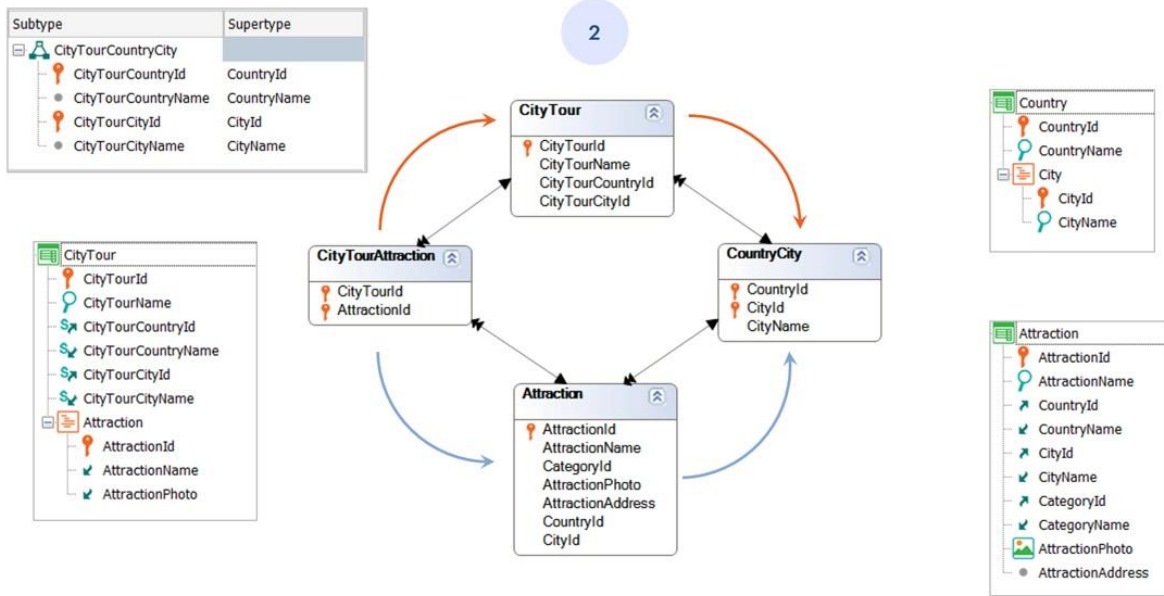 2
Subtype Supertype
CityTourCountryCity
CityTourCountryId CountryId
CityTourCountryName CountryName
CityTourCityId CityId
CityTourCityName CityName
CityTour
CityTourId
CityTourName
CityTourCountryId
CityTourCityId
Country
CountryId
CountryName
City
CityId
CityName
CityTour
CityTourId
CityTourName
CityTourCountryId
CityTourCountryName
CityTourCityId
CityTourCityName
Attraction
AttractionId
AttractionName
AttractionPhoto
CityTourAttraction
CityTourId
AttractionId
CountryCity
CountryId
CityId
CityName
Attraction
AttractionId
AttractionName
CategoryId
AttractionPhoto
AttractionAddress
CountryId
CityId
Attraction
AttractionId
AttractionName
CountryId
CountryName
CityId
CityName
CategoryId
CategoryName
AttractionPhoto
AttractionAddress